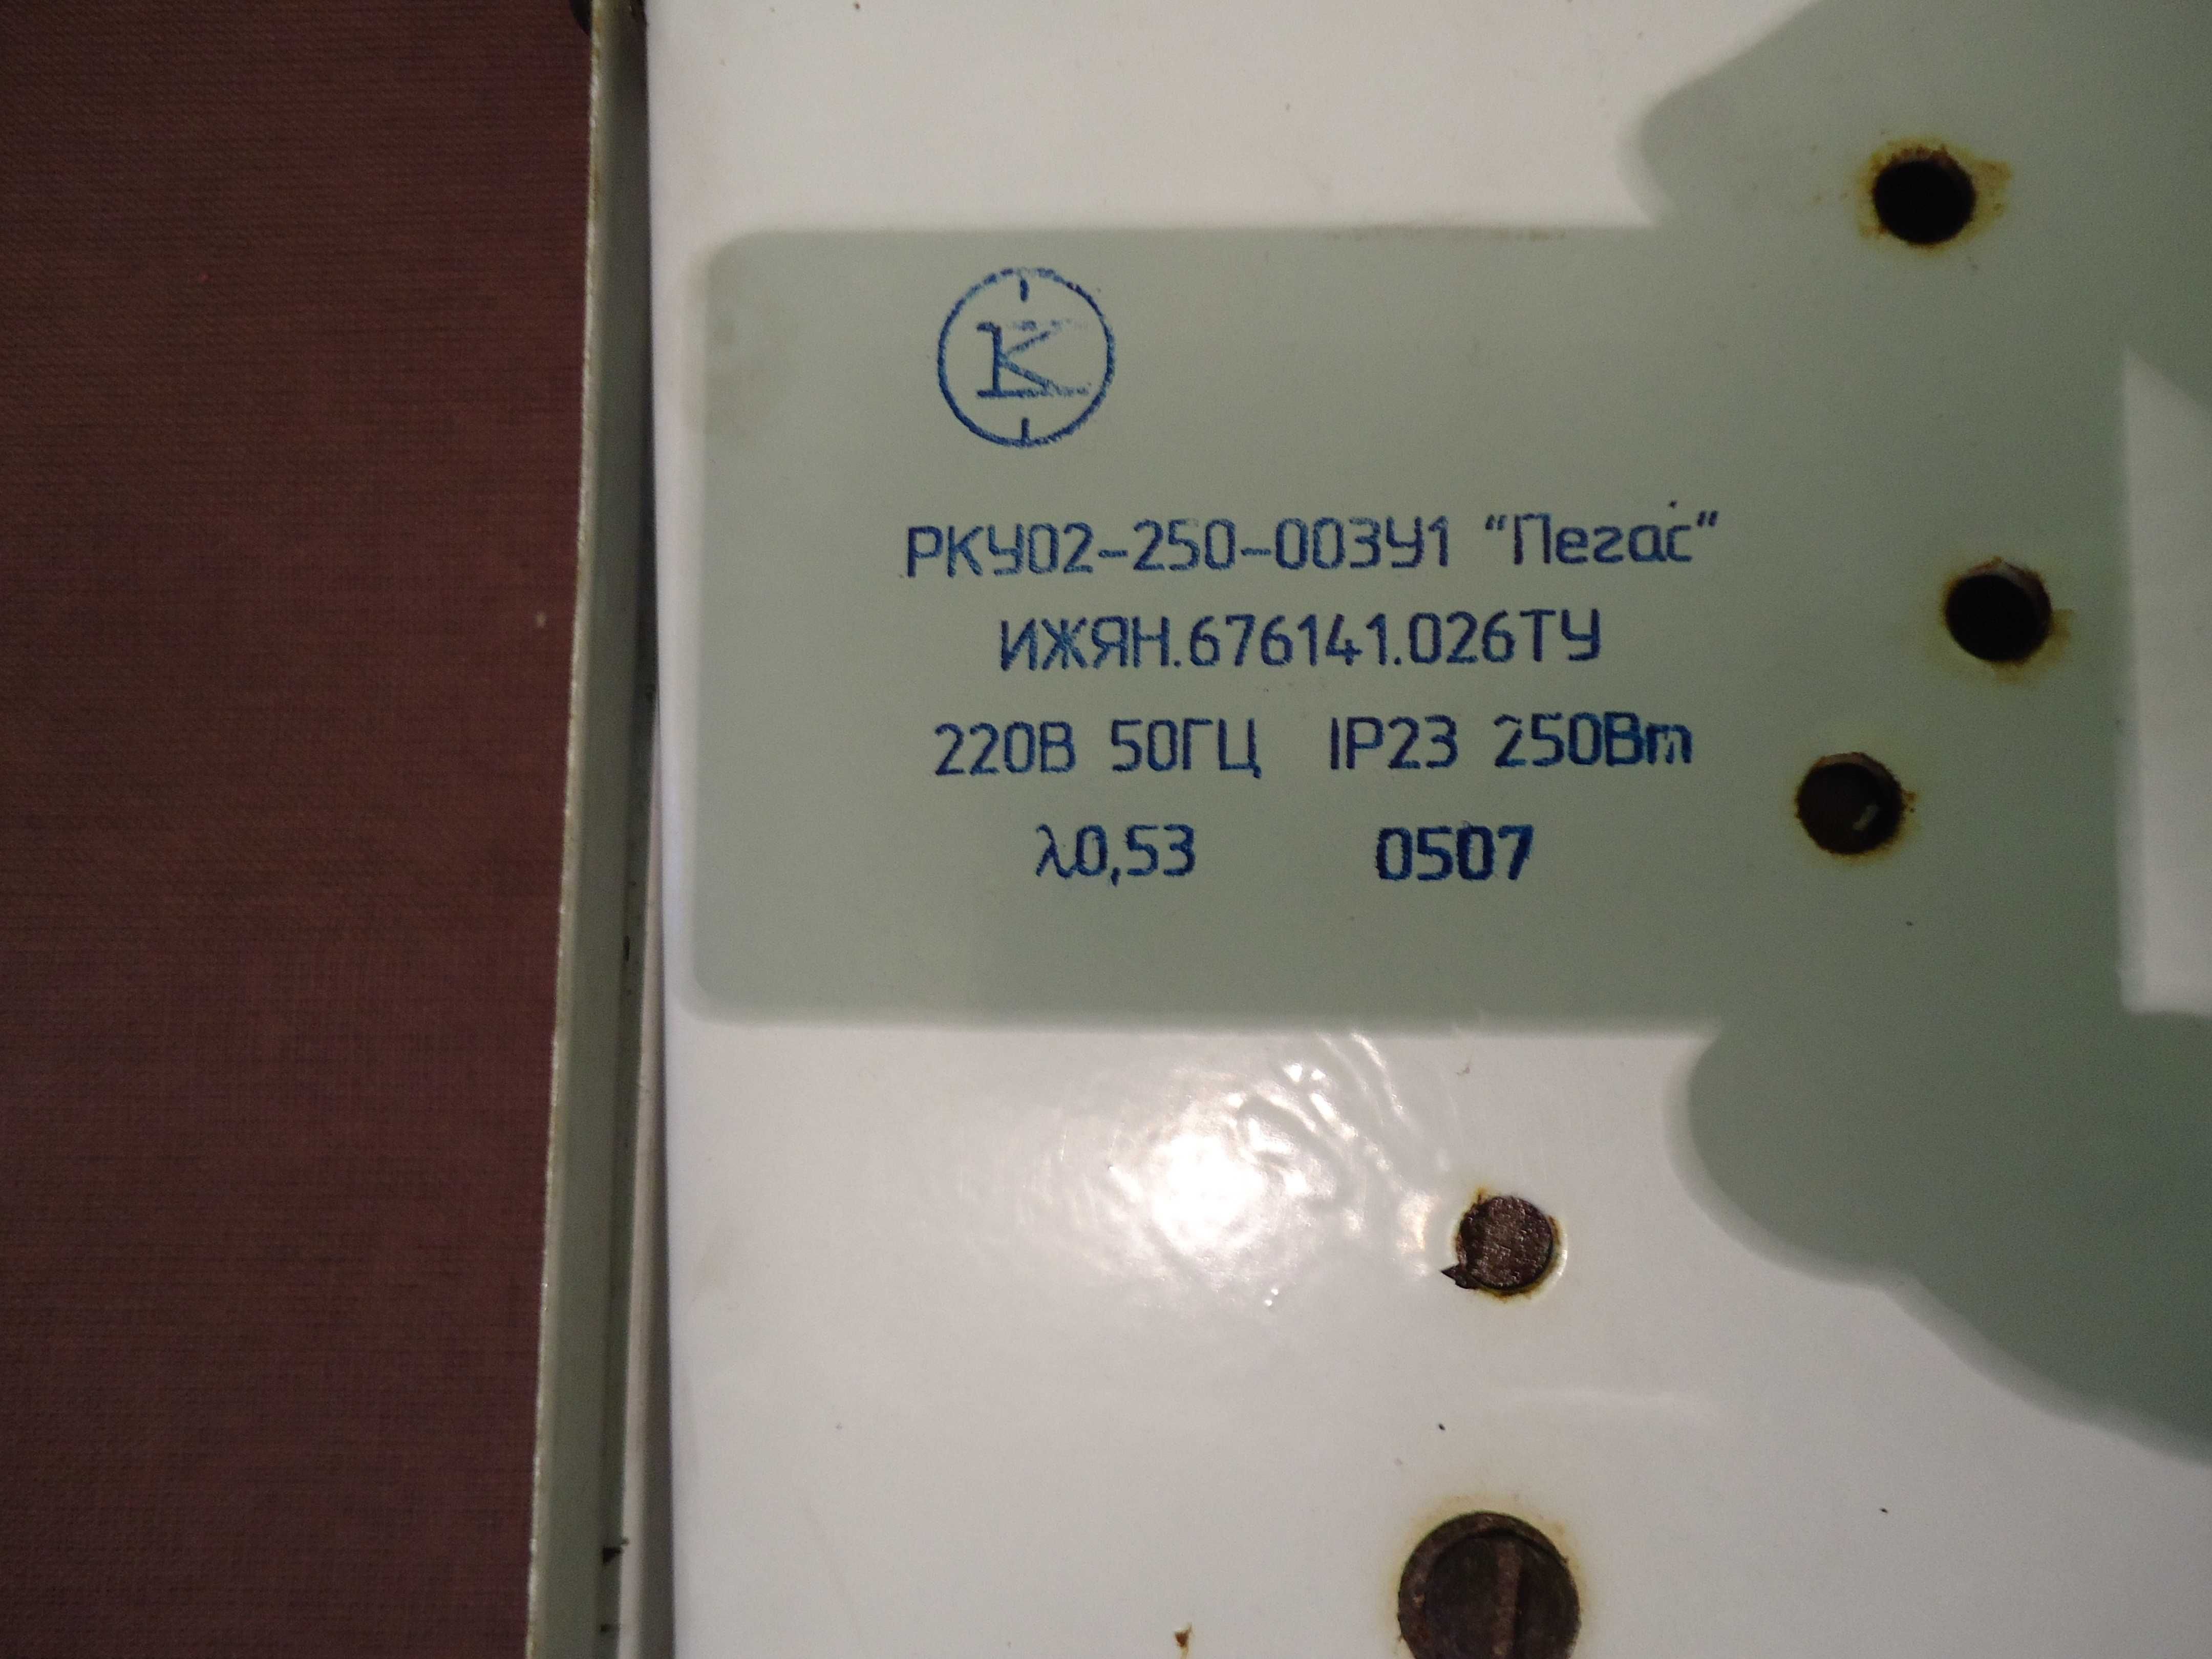 К
РКУ02-250-003У1 “Пегас”
ИЖЯН.676141.026ТУ
220В 50ГЦ IP23 250Вт
λ0,53 0507